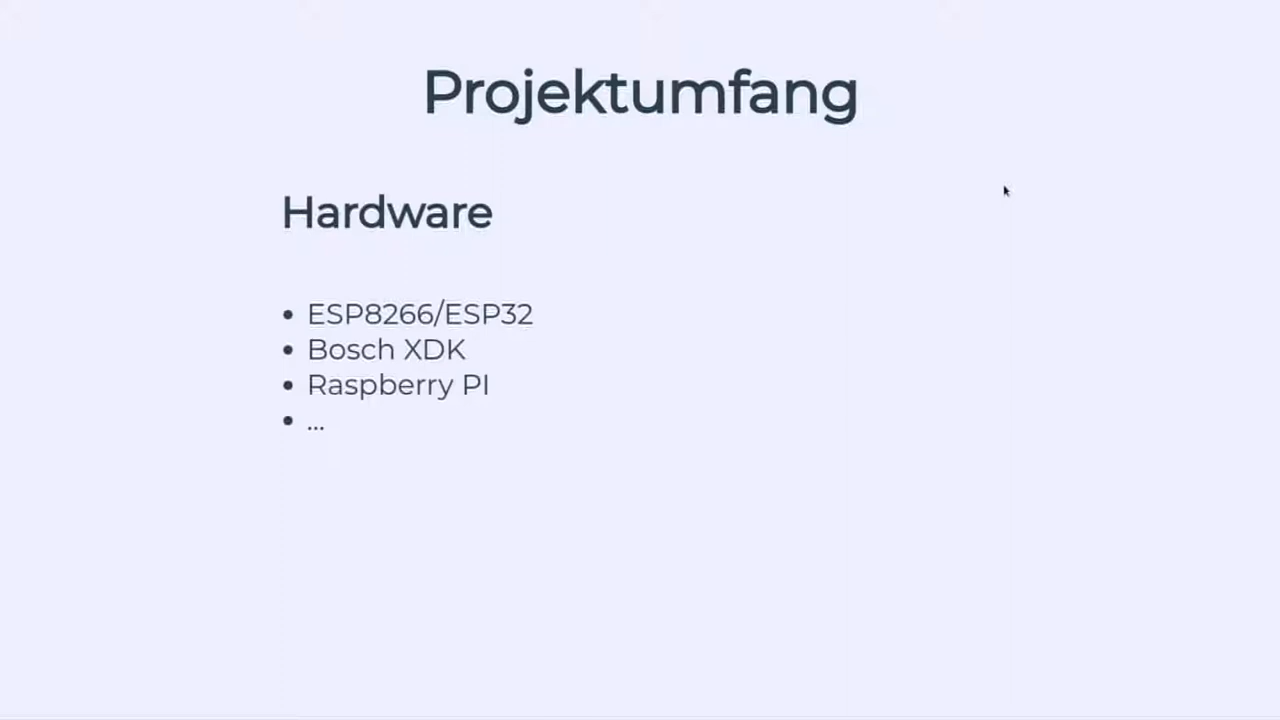 Projektumfang
Hardware
• ESP8266/ESP32
• Bosch XDK
• Raspberry PI
• ...